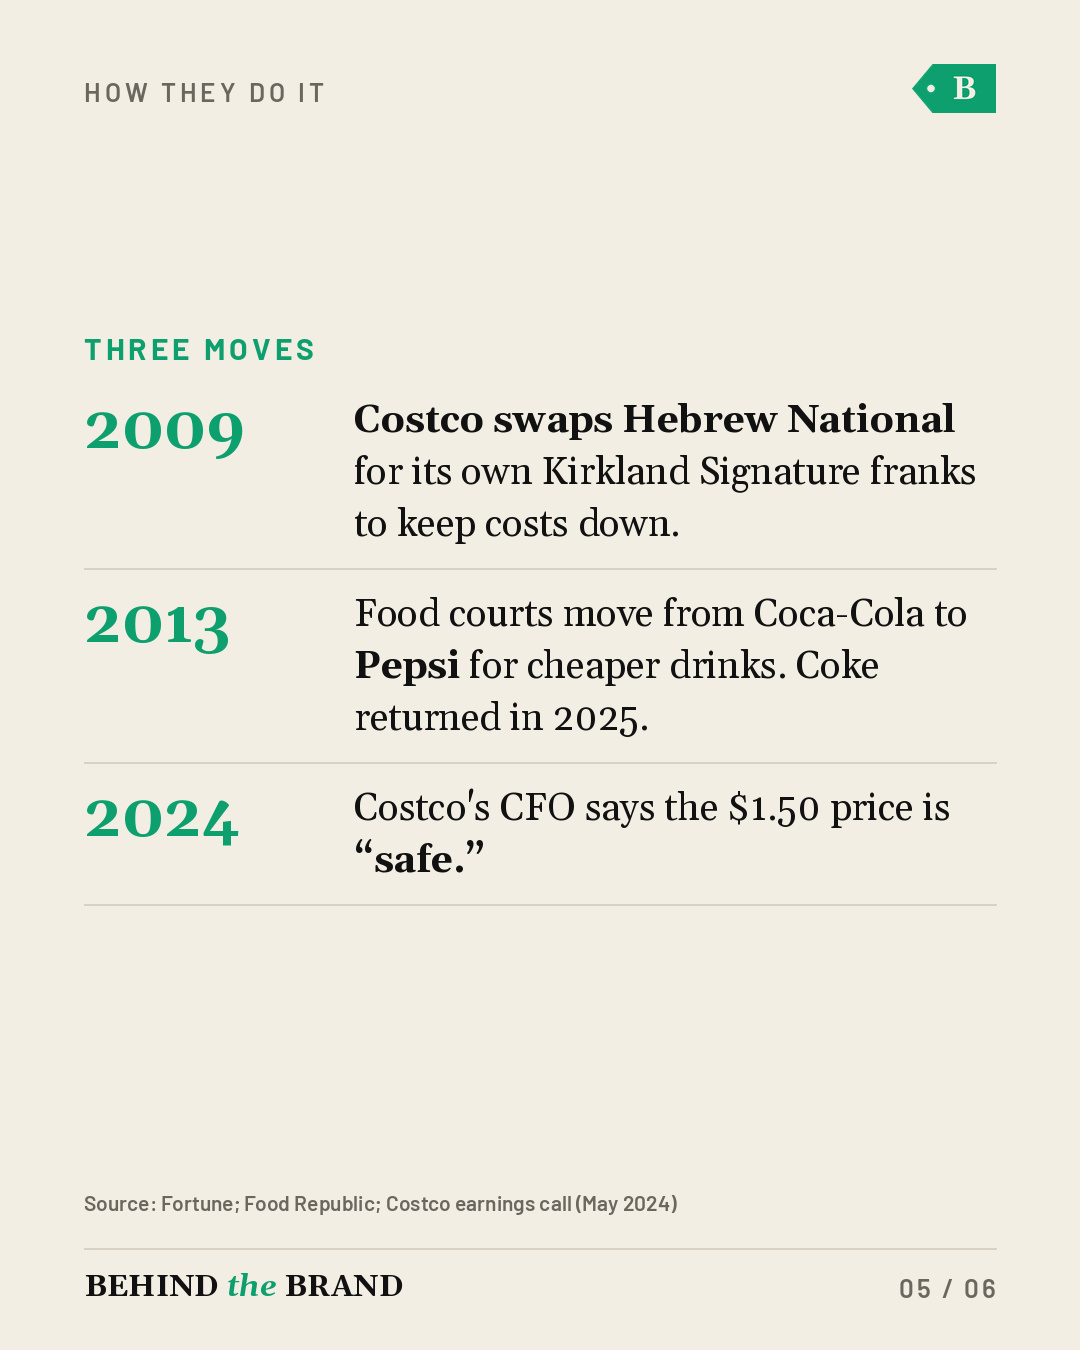 HOW THEY DO IT
B
THREE MOVES
2009
Costco swaps Hebrew National
for its own Kirkland Signature franks
to keep costs down.
2013
Food courts move from Coca-Cola to
Pepsi for cheaper drinks. Coke
returned in 2025.
2024
Costco's CFO says the $1.50 price is
“safe.”
Source: Fortune; Food Republic; Costco earnings call (May 2024)
BEHIND the BRAND
05 / 06